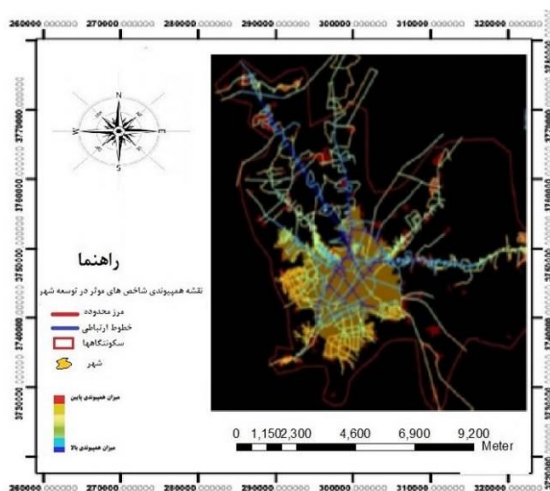 260000 270000 280000 290000 300000 310000 320000
3770000
3760000
3750000
3740000
3730000
N
W E
S
راهنما
نقشه همپیوندی شاخص های موثر در توسعه شهر
مرز محدوده
خطوط ارتباطی
سکونتگاهها
شهر
میزان همپیوندی پایین
میزان همپیوندی بالا
0 1,150 2,300 4,600 6,900 9,200
Meter
260000 270000 280000 290000 300000 310000 320000